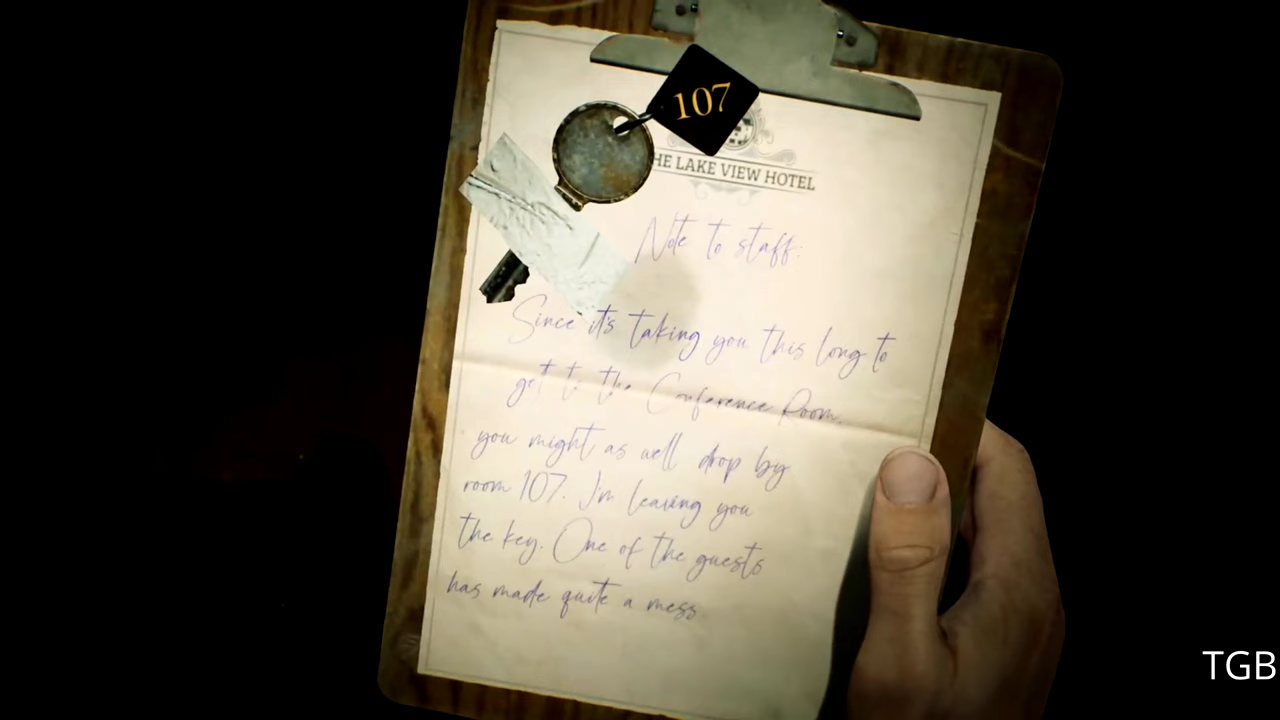 107
HE LAKE VIEW HOTEL
Note to staff:
Since it's taking you this long to
get to the Conference Room,
you might as well drop by
room 107. I'm leaving you
the key. One of the guests
has made quite a mess
TGB